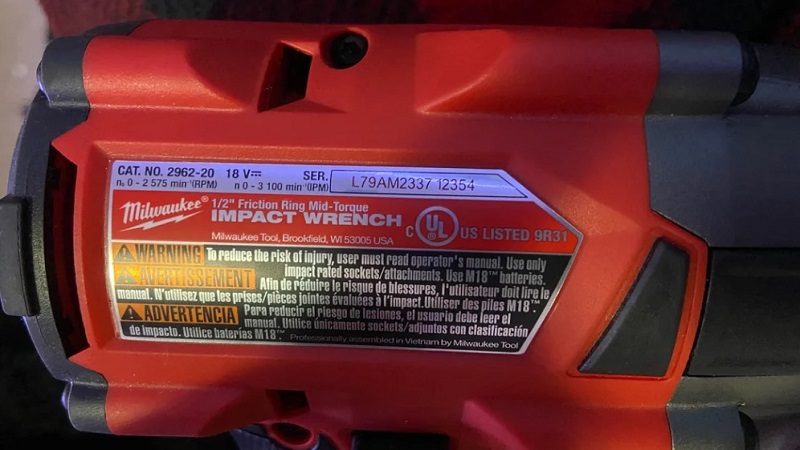 CAT. NO. 2962-20 18 V⎓ SER. L79AM2337 12354
n₀ 0 - 2 575 min⁻¹(RPM) n 0 - 3 100 min⁻¹(IPM)
Milwaukee®
1/2" Friction Ring Mid-Torque
IMPACT WRENCH
Milwaukee Tool, Brookfield, WI 53005 USA
C UL US LISTED 9R31
WARNING To reduce the risk of injury, user must read operator's manual. Use only
impact rated sockets/attachments. Use M18™ batteries.
AVERTISSEMENT Afin de réduire le risque de blessures, l'utilisateur doit lire le
manual. N'utilisez que les prises/pièces jointes évaluées à l'impact.Utiliser des piles M18™.
ADVERTENCIA Para reducir el riesgo de lesiones, el usuario debe leer el
manual. Utilice únicamente sockets/adjuntos con clasificación
de impacto. Utilice baterías M18™.
Professionally assembled in Vietnam by Milwaukee Tool